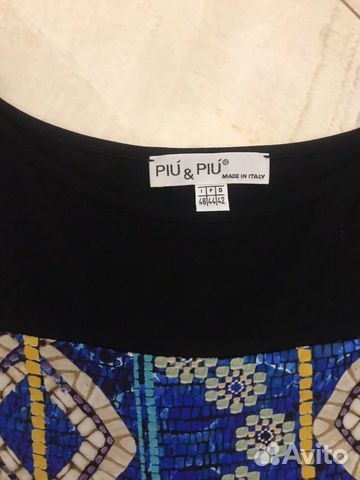 PIÚ & PIÚ®
MADE IN ITALY
I F D
48 44 42
Avito